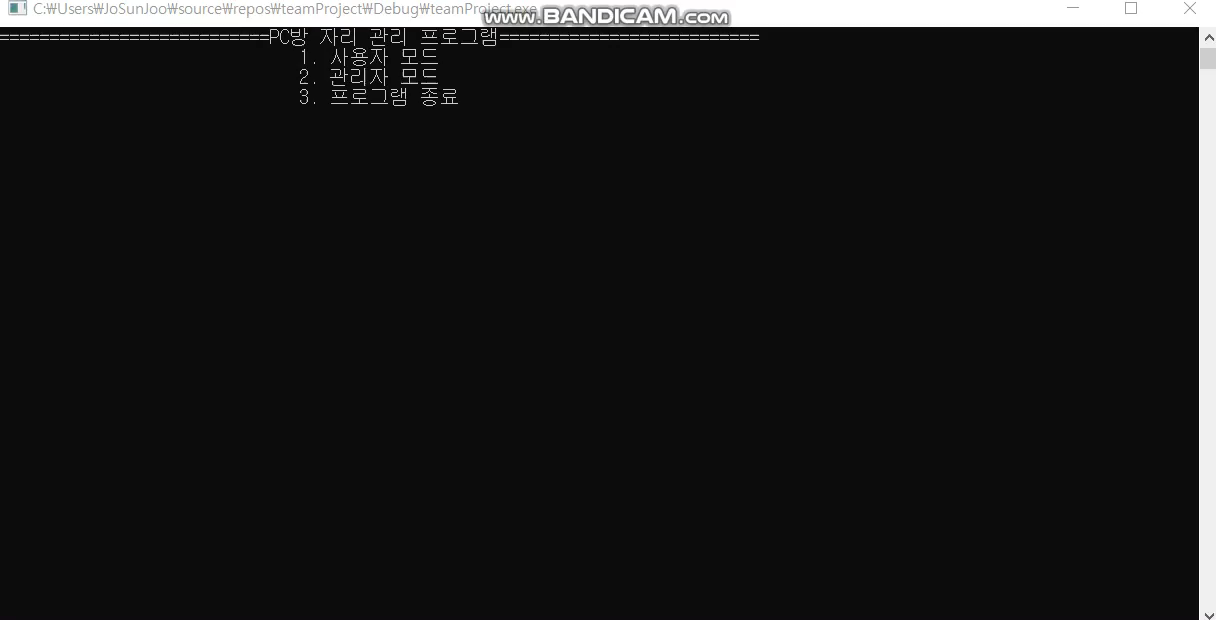 C:\Users\JoSunJoo\source\repos\teamProject\Debug\teamProject.exe
www.BANDICAM.com
===========================PC방 자리 관리 프로그램==========================
1. 사용자 모드
2. 관리자 모드
3. 프로그램 종료